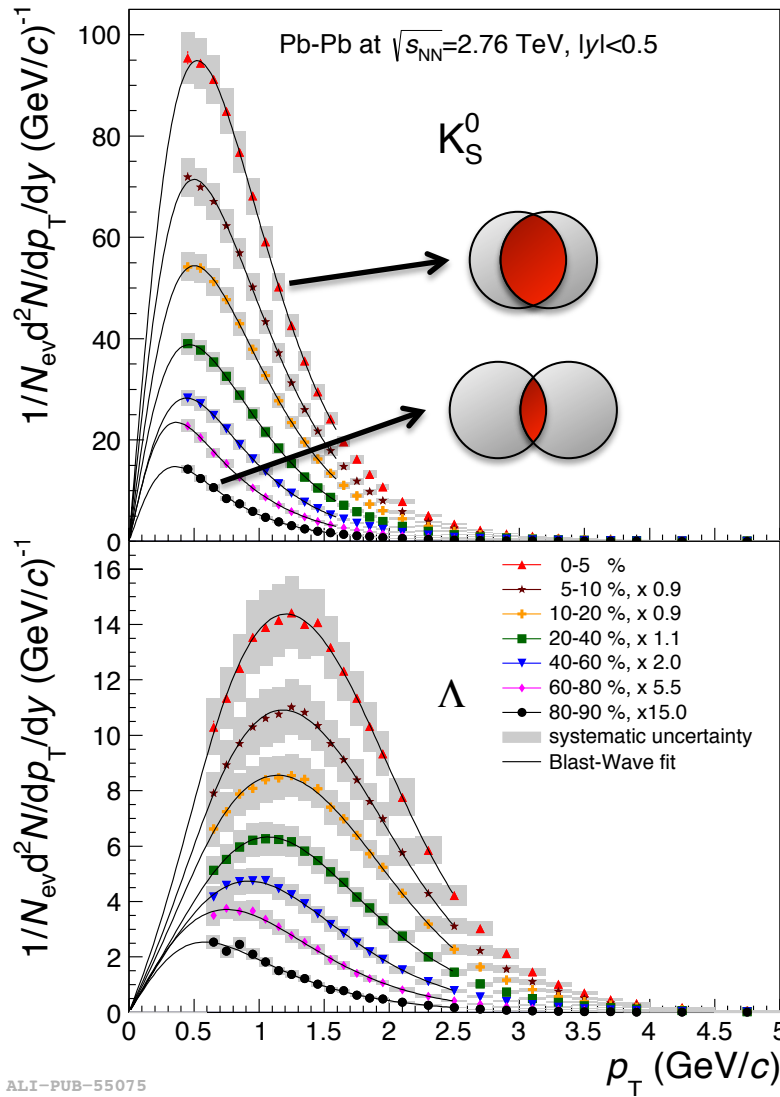 Pb-Pb at √s_NN=2.76 TeV, |y|<0.5
K⁰_S
1/N_ev d²N/dp_T/dy (GeV/c)⁻¹
100
80
60
40
20
0
1/N_ev d²N/dp_T/dy (GeV/c)⁻¹
16
14
12
10
8
6
4
2
0
Λ
0-5 %
5-10 %, x 0.9
10-20 %, x 0.9
20-40 %, x 1.1
40-60 %, x 2.0
60-80 %, x 5.5
80-90 %, x15.0
systematic uncertainty
Blast-Wave fit
0 0.5 1 1.5 2 2.5 3 3.5 4 4.5 5
p_T (GeV/c)
ALI-PUB-55075